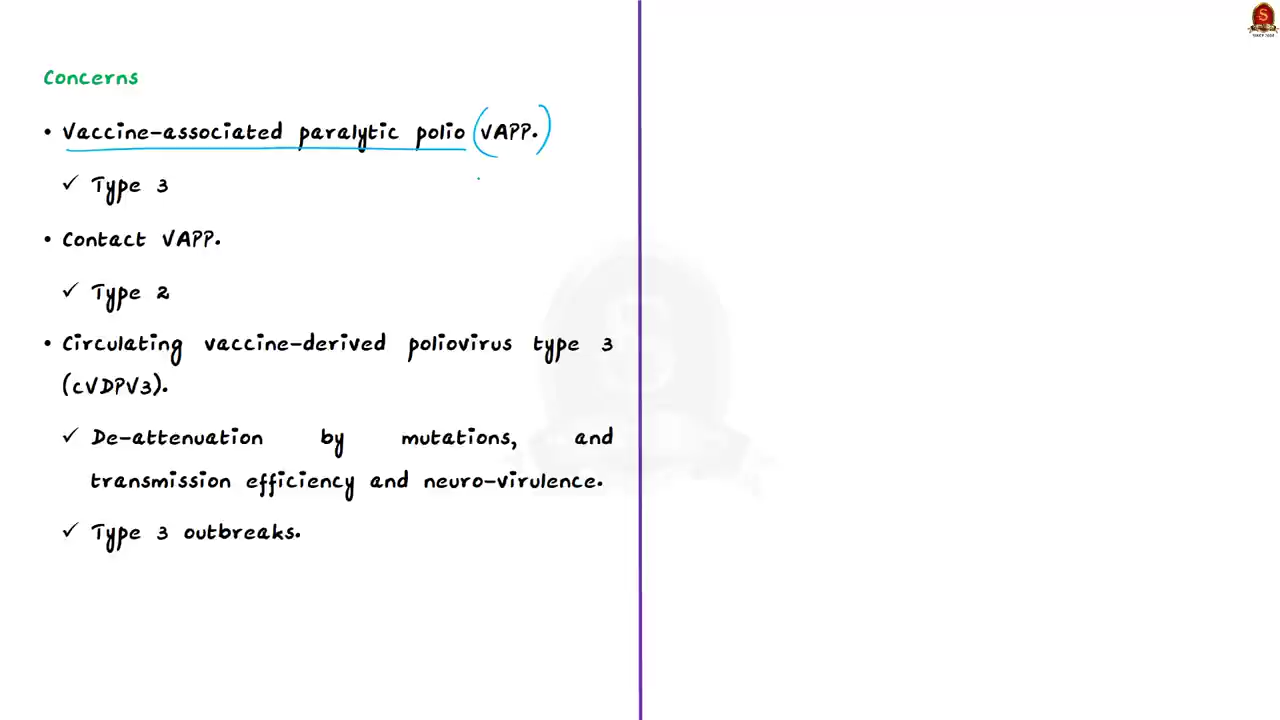 Concerns
• Vaccine-associated paralytic polio (VAPP.)
✓ Type 3
• Contact VAPP.
✓ Type 2
• Circulating vaccine-derived poliovirus type 3
(cVDPV3).
✓ De-attenuation by mutations, and
transmission efficiency and neuro-virulence.
✓ Type 3 outbreaks.
S